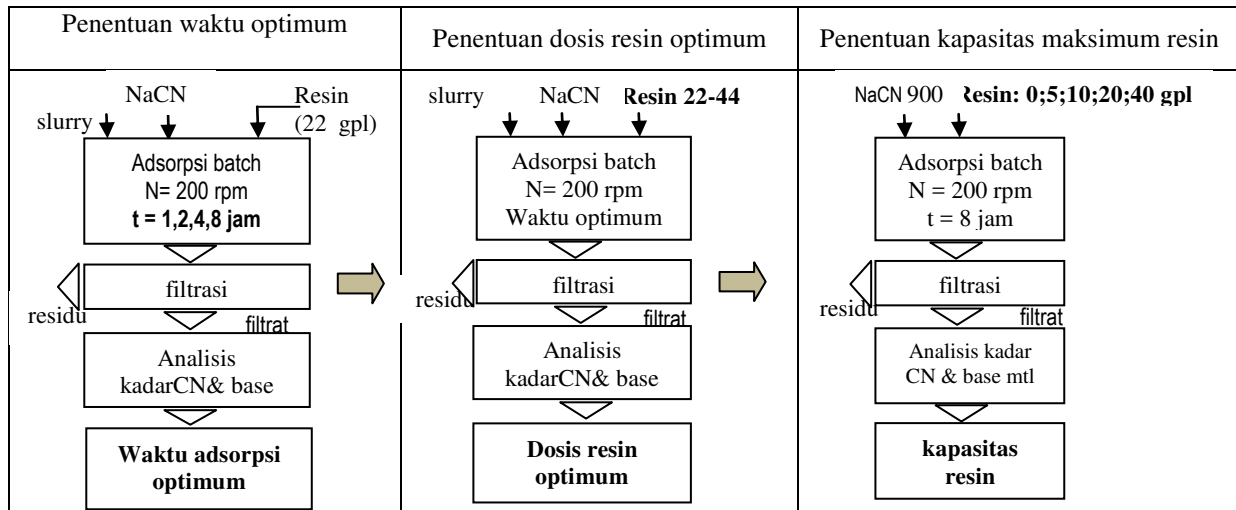 Penentuan waktu optimum
NaCN
Resin
(22 gpl)
slurry
Adsorpsi batch
N= 200 rpm
t = 1,2,4,8 jam
filtrasi
residu
filtrat
Analisis
kadarCN& base
Waktu adsorpsi
optimum
Penentuan dosis resin optimum
slurry NaCN Resin 22-44
Adsorpsi batch
N= 200 rpm
Waktu optimum
filtrasi
residu
filtrat
Analisis
kadarCN& base
Dosis resin
optimum
Penentuan kapasitas maksimum resin
NaCN 900 Resin: 0;5;10;20;40 gpl
Adsorpsi batch
N = 200 rpm
t = 8 jam
filtrasi
residu
filtrat
Analisis kadar
CN & base mtl
kapasitas
resin